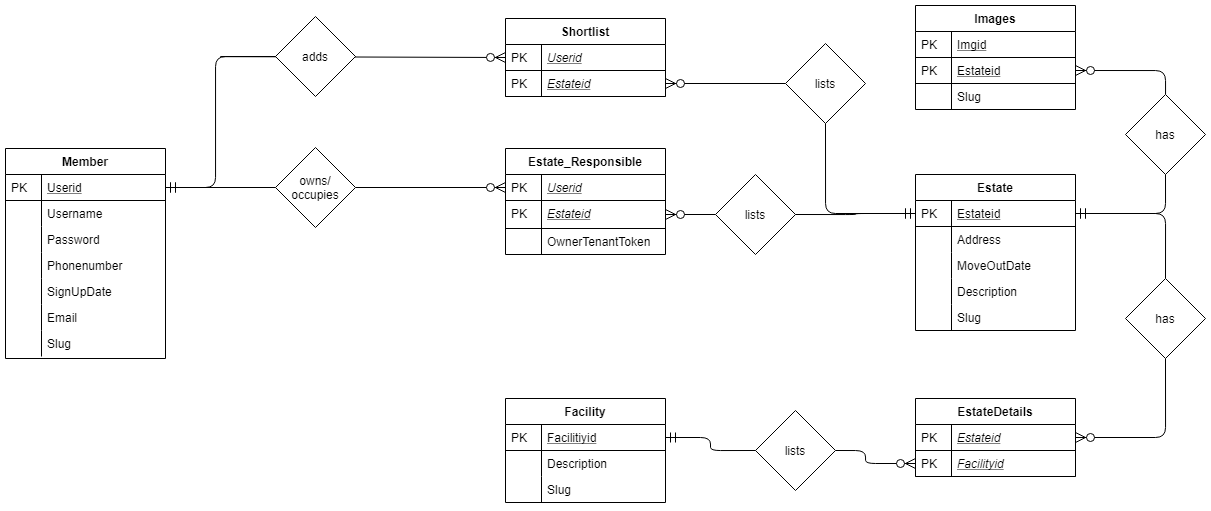 Shortlist
PK Userid
PK Estateid
adds
lists
Images
PK Imgid
PK Estateid
Slug
has
Member
PK Userid
Username
Password
Phonenumber
SignUpDate
Email
Slug
owns/
occupies
Estate_Responsible
PK Userid
PK Estateid
OwnerTenantToken
lists
Estate
PK Estateid
Address
MoveOutDate
Description
Slug
has
Facility
PK Facilitiyid
Description
Slug
lists
EstateDetails
PK Estateid
PK Facilityid